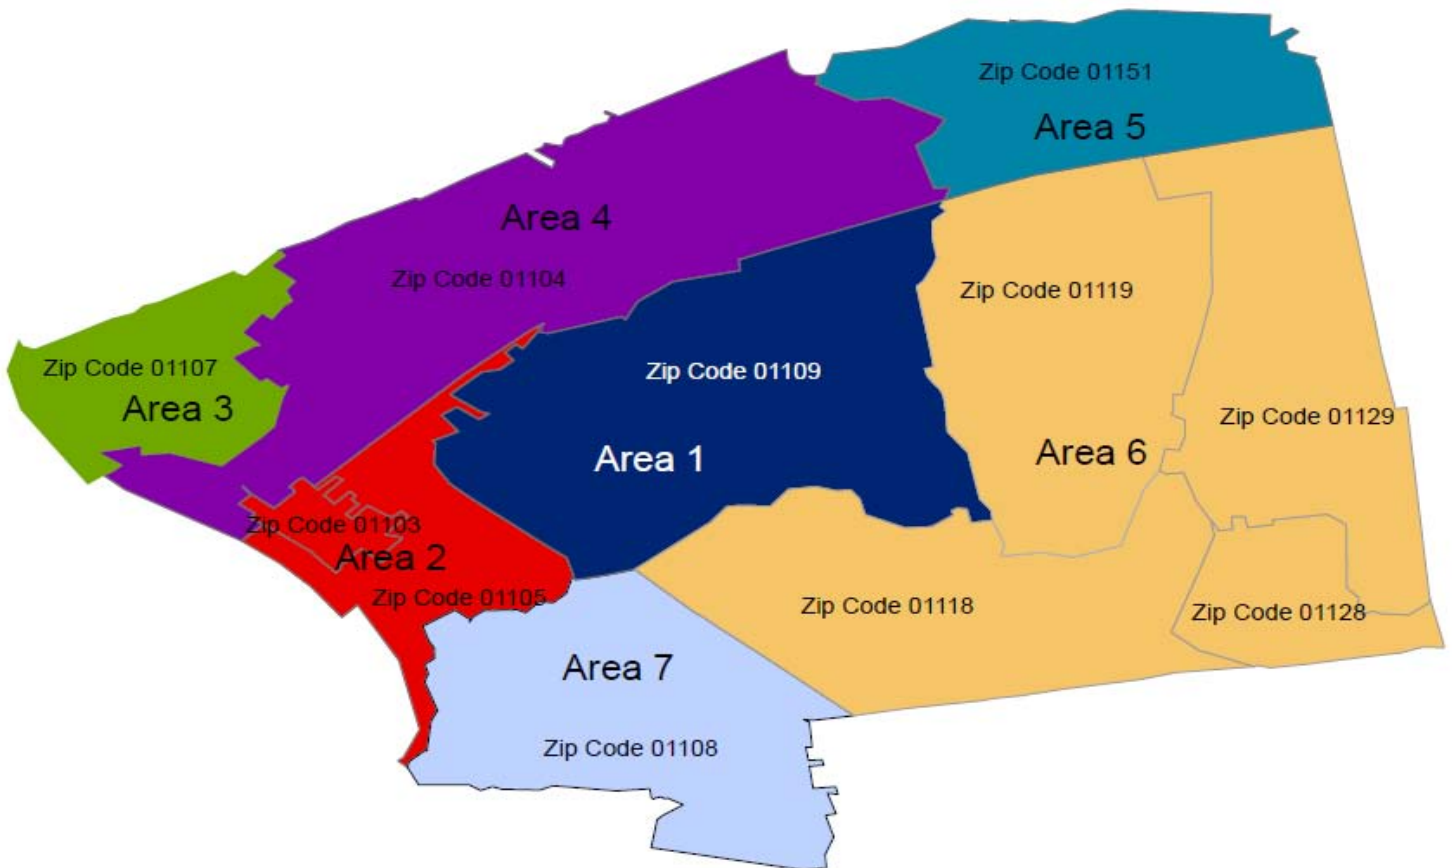 Zip Code 01151
Area 5
Area 4
Zip Code 01104
Zip Code 01119
Zip Code 01107
Area 3
Zip Code 01109
Area 1
Zip Code 01129
Area 6
Zip Code 01103
Area 2
Zip Code 01105
Zip Code 01118
Zip Code 01128
Area 7
Zip Code 01108